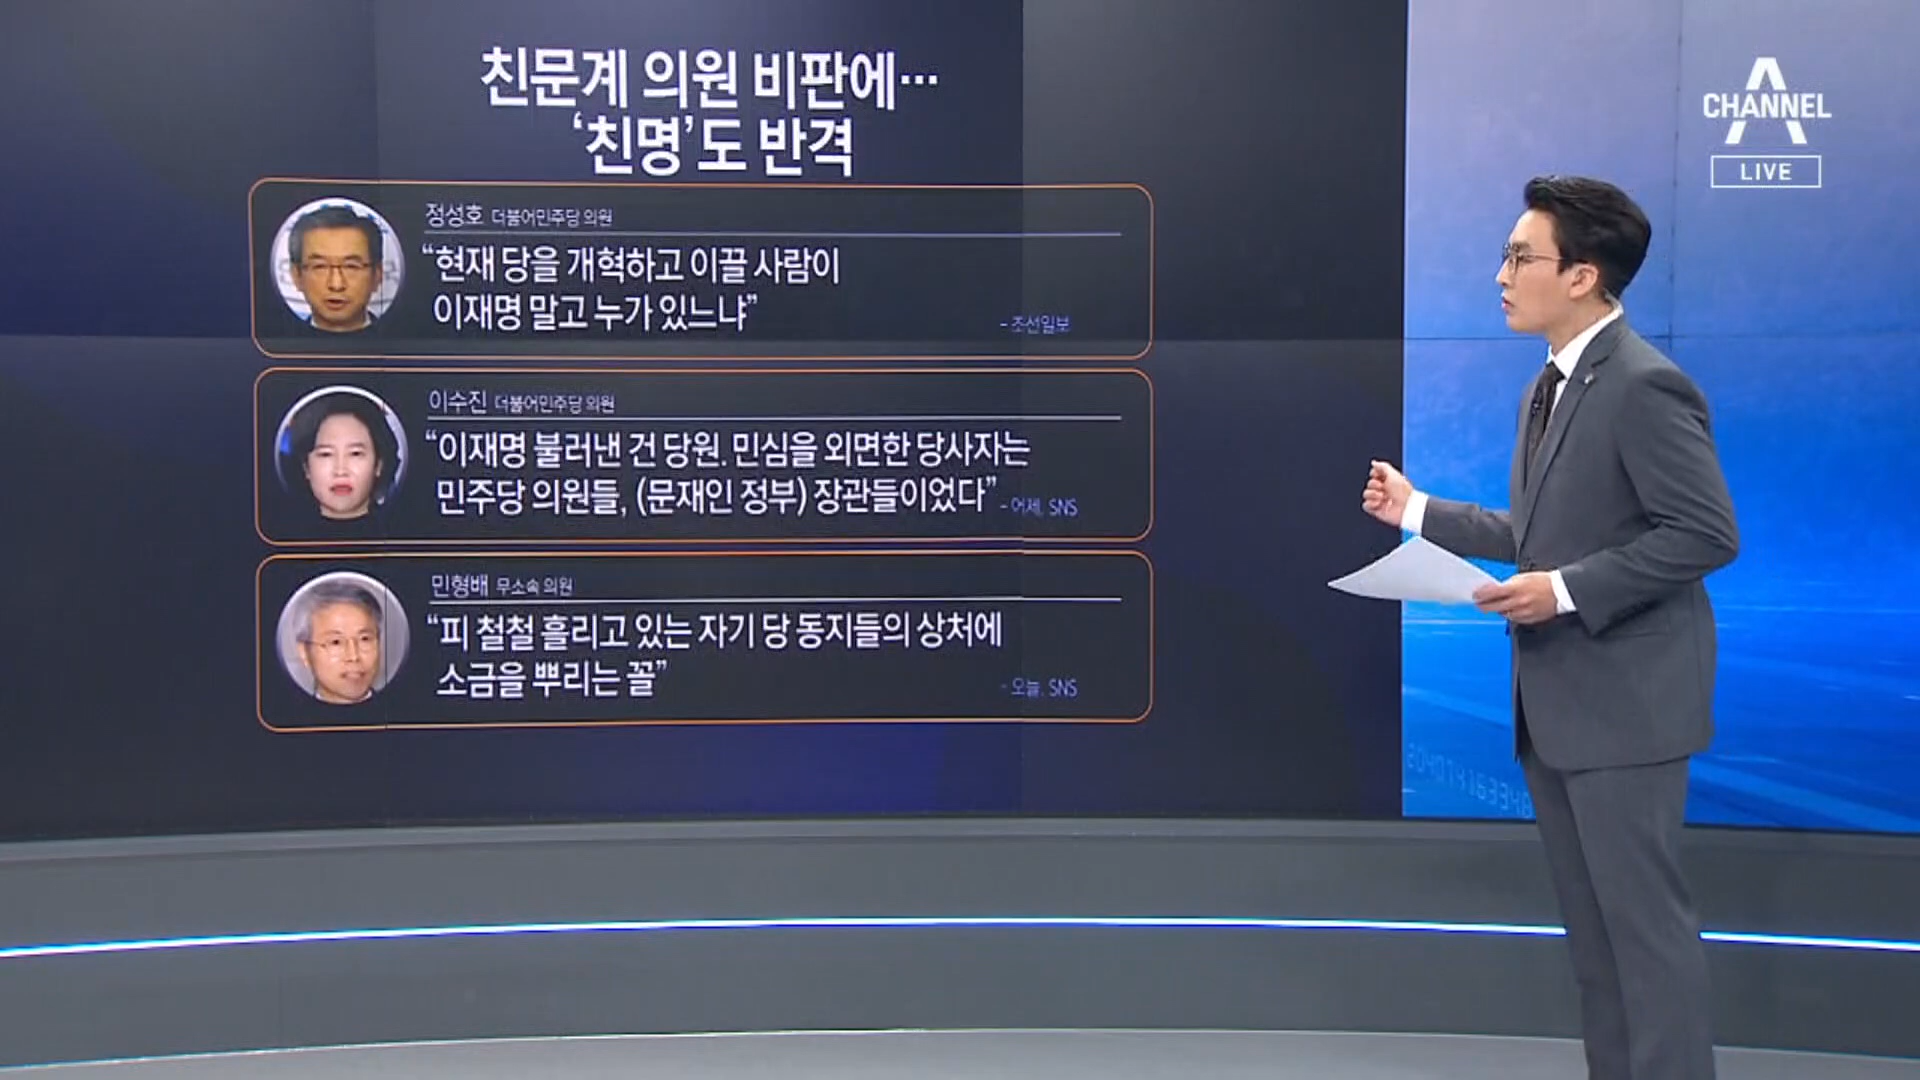 친문계 의원 비판에…
‘친명’도 반격
정성호 더불어민주당 의원
“현재 당을 개혁하고 이끌 사람이
이재명 말고 누가 있느냐”
- 조선일보
이수진 더불어민주당 의원
“이재명 불러낸 건 당원. 민심을 외면한 당사자는
민주당 의원들, (문재인 정부) 장관들이었다”
- 어제, SNS
민형배 무소속 의원
“피 철철 흘리고 있는 자기 당 동지들의 상처에
소금을 뿌리는 꼴”
- 오늘, SNS
CHANNEL A
LIVE